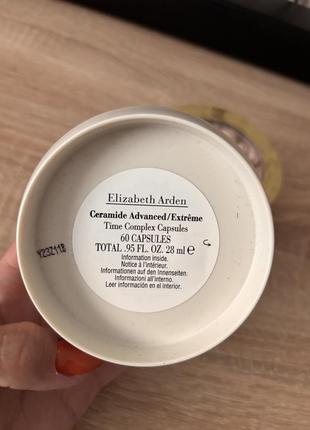 Elizabeth Arden
Ceramide Advanced/Extrême
Time Complex Capsules
60 CAPSULES
TOTAL .95 FL. OZ. 28 ml ℮
Information inside.
Notice à l'intérieur.
Informationen auf den Innenseiten.
Informazioni all'interno.
Leer información en el interior.